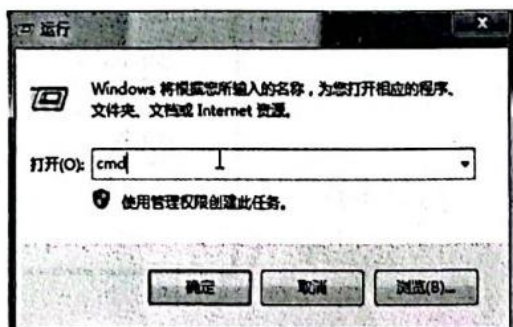 运行
x
Windows 将根据您所输入的名称，为您打开相应的程序、
文件夹、文档或 Internet 资源。
打开(O): cmd
使用管理权限创建此任务。
确定 取消 浏览(B)...